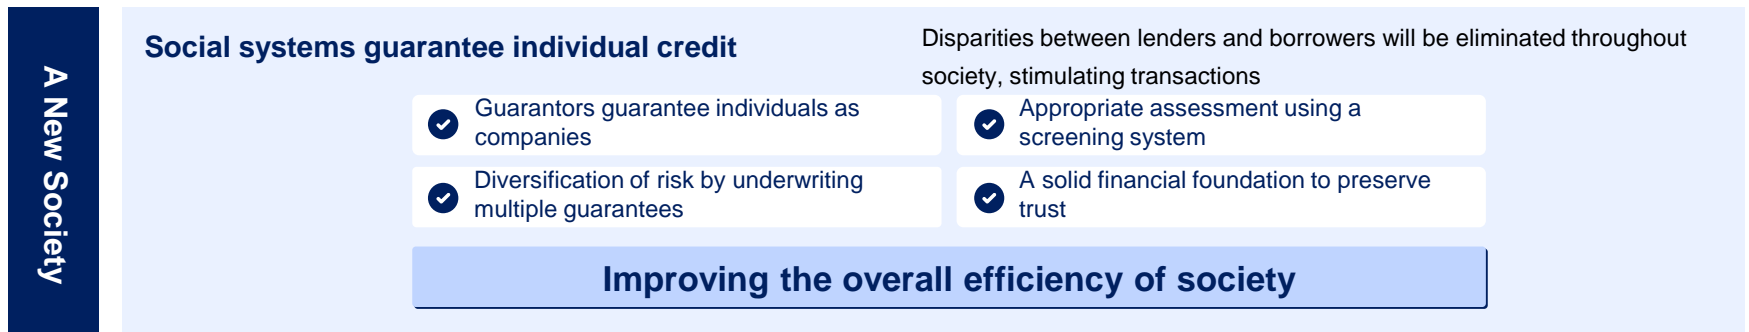 A New Society
Social systems guarantee individual credit
Disparities between lenders and borrowers will be eliminated throughout
society, stimulating transactions
Guarantors guarantee individuals as
companies
Appropriate assessment using a
screening system
Diversification of risk by underwriting
multiple guarantees
A solid financial foundation to preserve
trust
Improving the overall efficiency of society